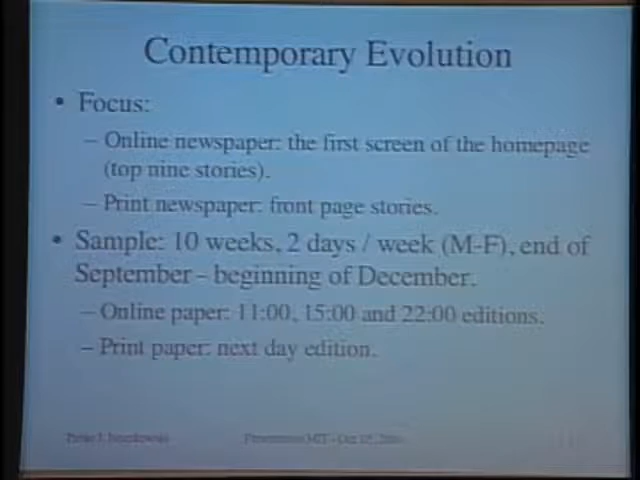 Contemporary Evolution
• Focus:
– Online newspaper: the first screen of the homepage
(top nine stories).
– Print newspaper: front page stories.
• Sample: 10 weeks, 2 days / week (M-F), end of
September – beginning of December.
– Online paper: 11:00, 15:00 and 22:00 editions.
– Print paper: next day edition.
MIT - Oct